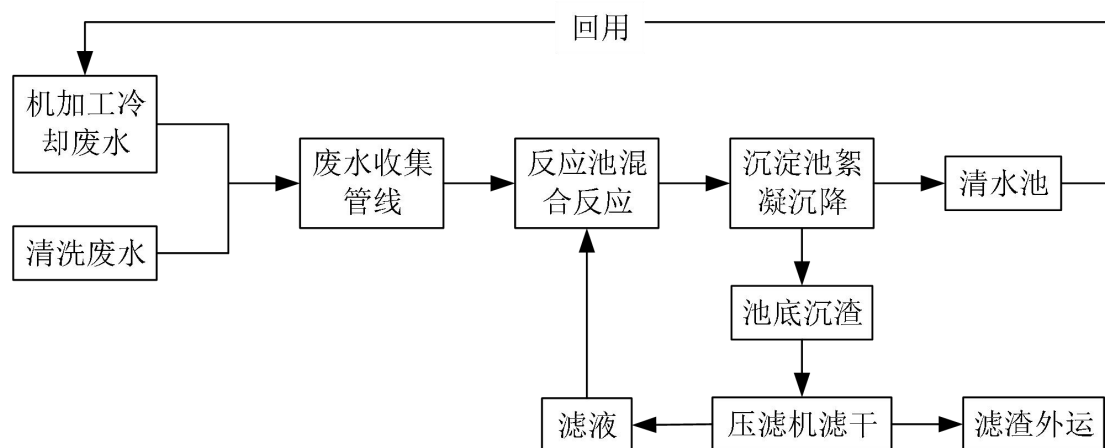 回用
机加工冷
却废水
清洗废水
废水收集
管线
反应池混
合反应
沉淀池絮
凝沉降
清水池
池底沉渣
滤液
压滤机滤干
滤渣外运